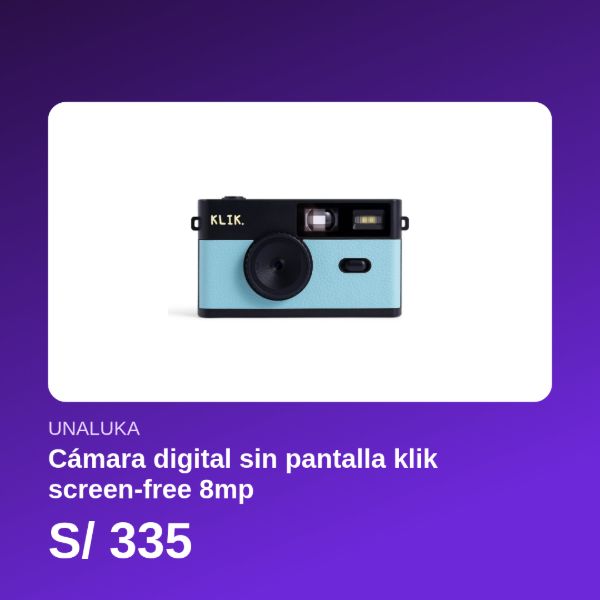 KLIK.
UNALUKA
Cámara digital sin pantalla klik
screen-free 8mp
S/ 335